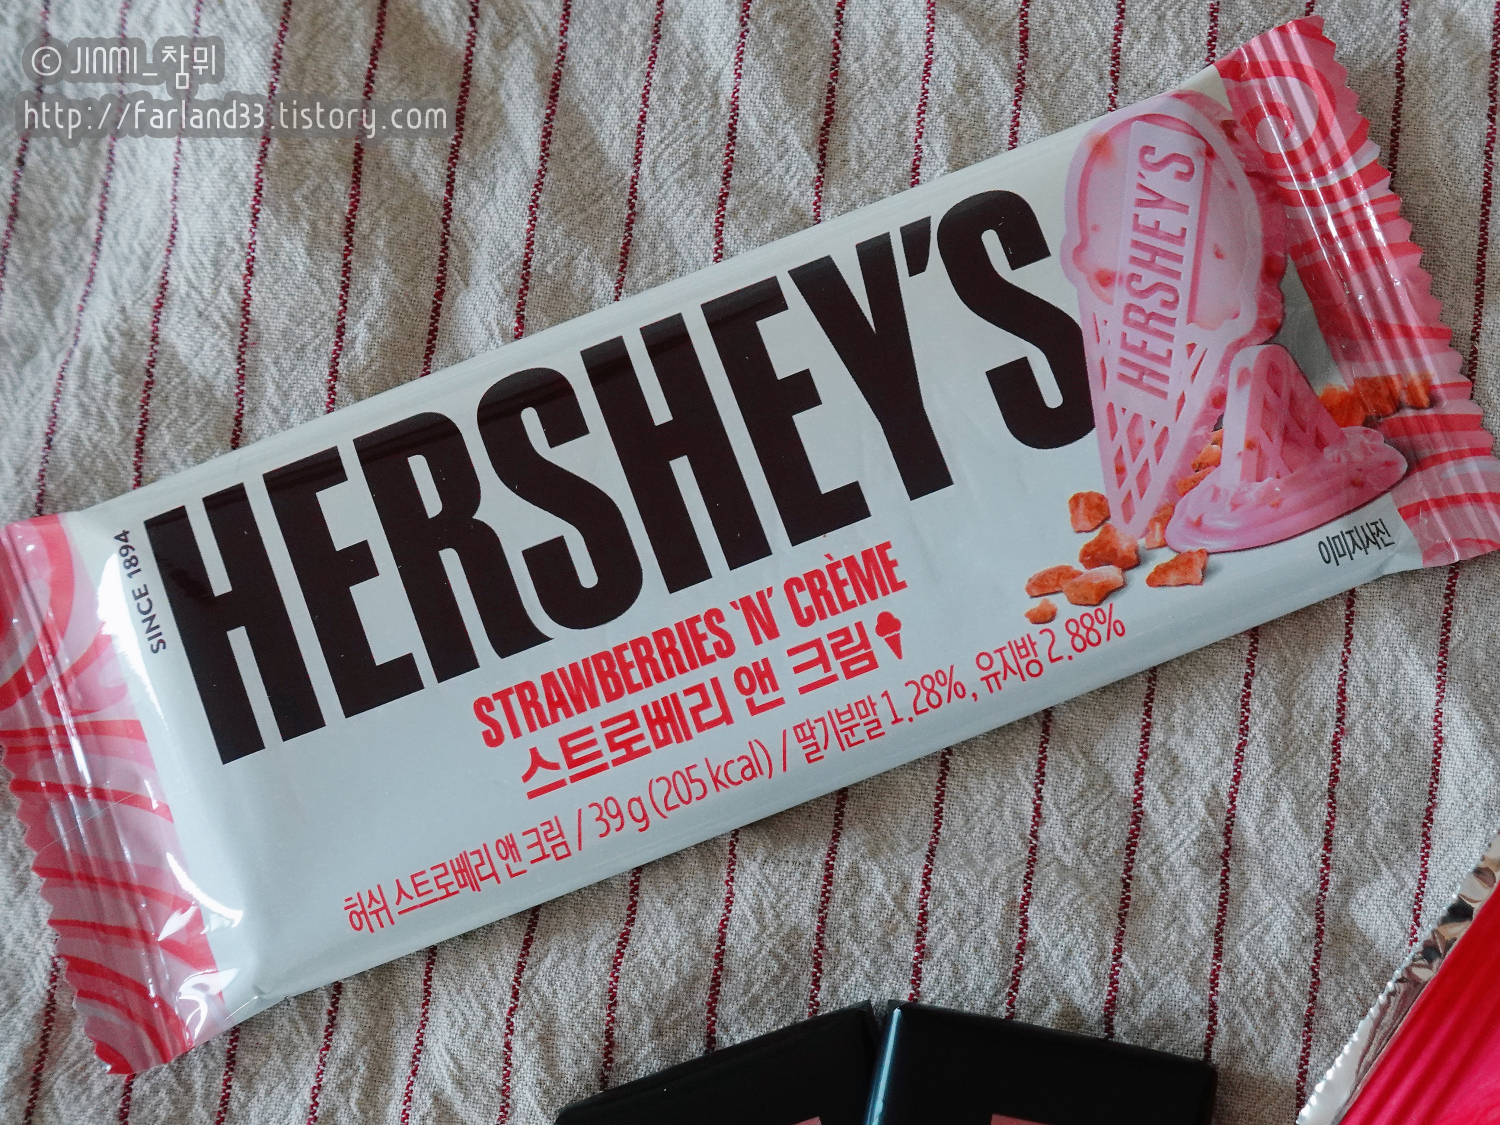 © JINMI_참뮈
http://farland33.tistory.com
SINCE 1894
HERSHEY'S
HERSHEY'S
STRAWBERRIES 'N' CRÈME
스트로베리 앤 크림
허쉬 스트로베리 앤 크림 / 39 g (205 kcal) / 딸기분말 1.28%, 유지방 2.88%
이미지사진